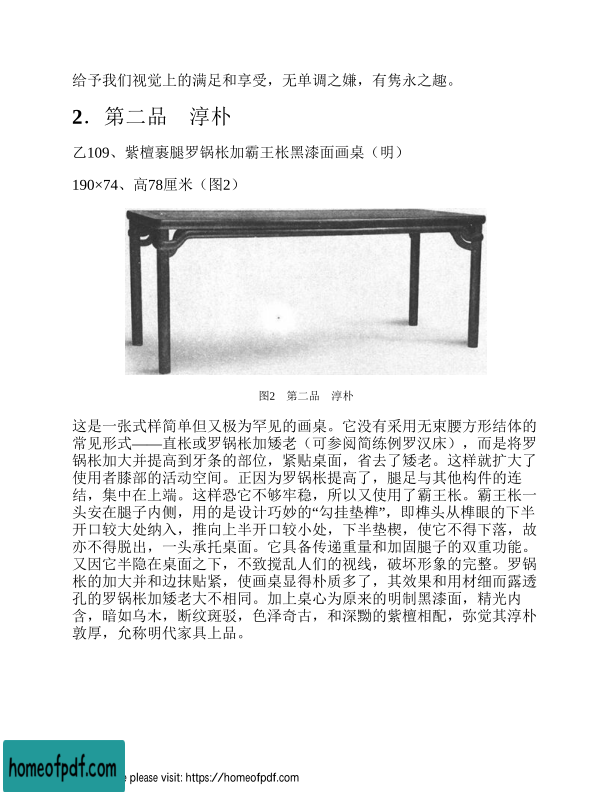 给予我们视觉上的满足和享受，无单调之嫌，有隽永之趣。
2．第二品　淳朴
乙109、紫檀裹腿罗锅枨加霸王枨黑漆面画桌（明）
190×74、高78厘米（图2）
图2　第二品　淳朴
这是一张式样简单但又极为罕见的画桌。它没有采用无束腰方形结体的
常见形式——直枨或罗锅枨加矮老（可参阅简练例罗汉床），而是将罗
锅枨加大并提高到牙条的部位，紧贴桌面，省去了矮老。这样就扩大了
使用者膝部的活动空间。正因为罗锅枨提高了，腿足与其他构件的连
结，集中在上端。这样恐它不够牢稳，所以又使用了霸王枨。霸王枨一
头安在腿子内侧，用的是设计巧妙的“勾挂垫榫”，即榫头从榫眼的下半
开口较大处纳入，推向上半开口较小处，下半垫楔，使它不得下落，故
亦不得脱出，一头承托桌面。它具备传递重量和加固腿子的双重功能。
又因它半隐在桌面之下，不致搅乱人们的视线，破坏形象的完整。罗锅
枨的加大并和边抹贴紧，使画桌显得朴质多了，其效果和用材细而露透
孔的罗锅枨加矮老大不相同。加上桌心为原来的明制黑漆面，精光内
含，暗如乌木，断纹斑驳，色泽奇古，和深黝的紫檀相配，弥觉其淳朴
敦厚，允称明代家具上品。
homeofpdf.com
e please visit: https://homeofpdf.com